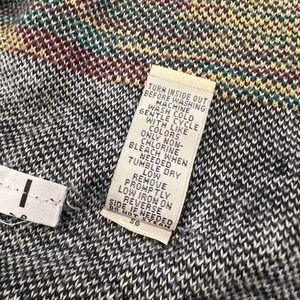 TURN INSIDE OUT
BEFORE WASHING
MACHINE
WASH COLD
GENTLE CYCLE
WITH LIKE
COLORS
ONLY NON-
CHLORINE
BLEACH WHEN
NEEDED
TUMBLE DRY
LOW
REMOVE
PROMPTLY
LOW IRON ON
REVERSE
SIDE IF NEEDED